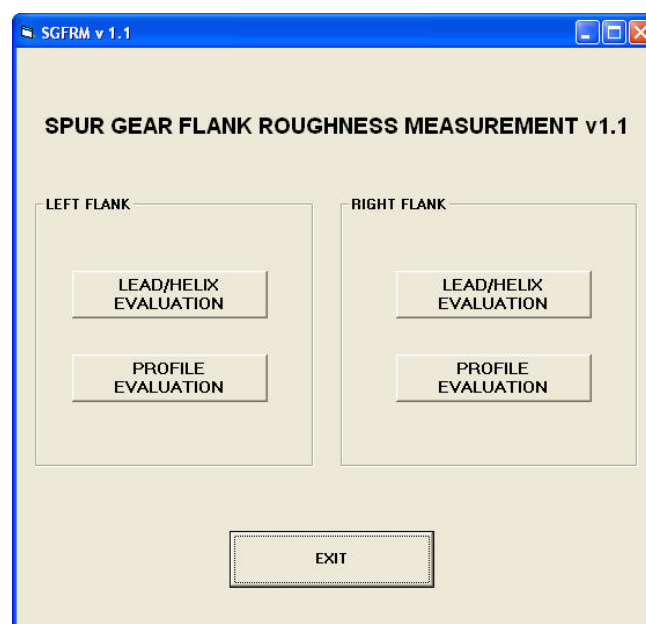 SGFRM v 1.1
SPUR GEAR FLANK ROUGHNESS MEASUREMENT v1.1
LEFT FLANK
LEAD/HELIX
EVALUATION
PROFILE
EVALUATION
RIGHT FLANK
LEAD/HELIX
EVALUATION
PROFILE
EVALUATION
EXIT